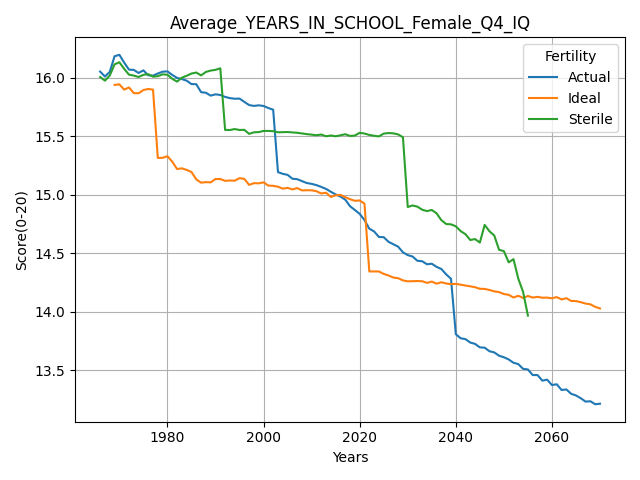 Average_YEARS_IN_SCHOOL_Female_Q4_IQ
Fertility
Actual
Ideal
Sterile
Score(0-20)
16.0
15.5
15.0
14.5
14.0
13.5
1980 2000 2020 2040 2060
Years